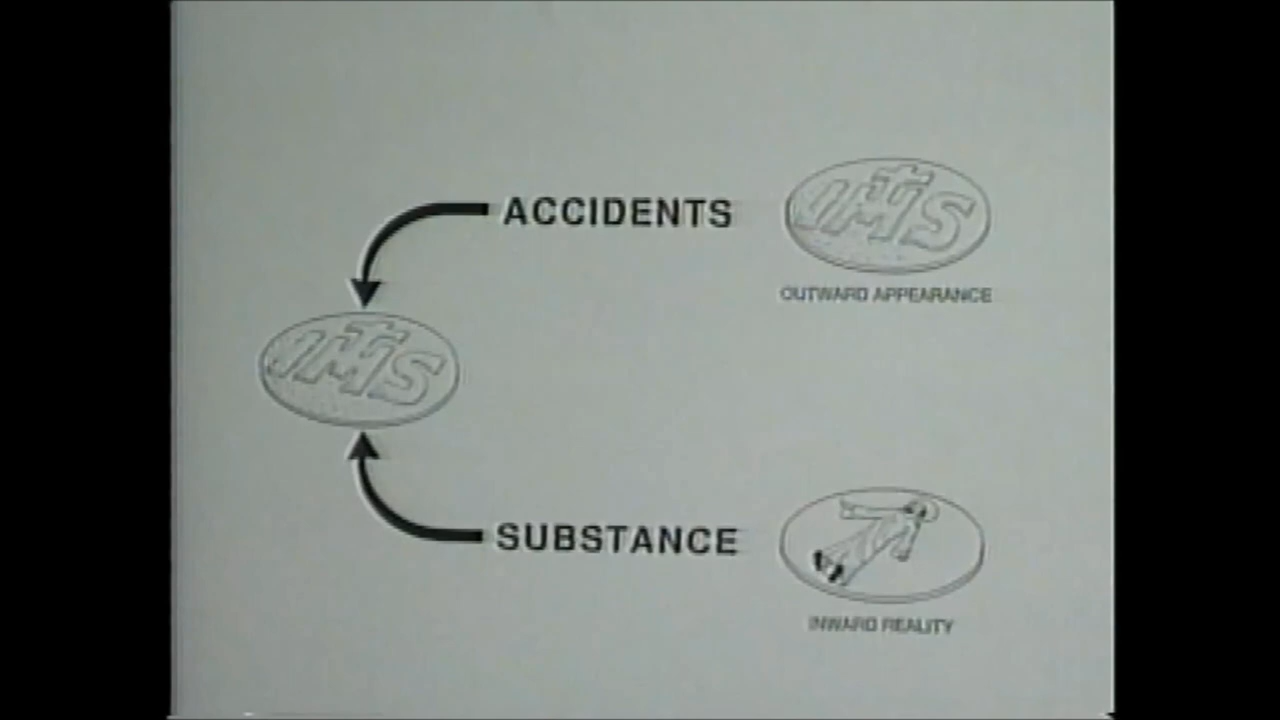 ACCIDENTS
IHS
OUTWARD APPEARANCE
IHS
SUBSTANCE
INWARD REALITY